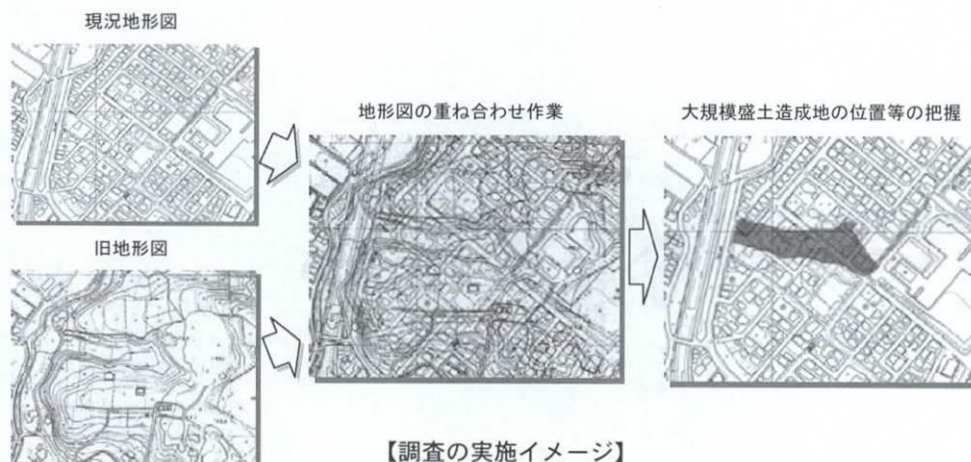 現況地形図
旧地形図
地形図の重ね合わせ作業
大規模盛土造成地の位置等の把握
【調査の実施イメージ】